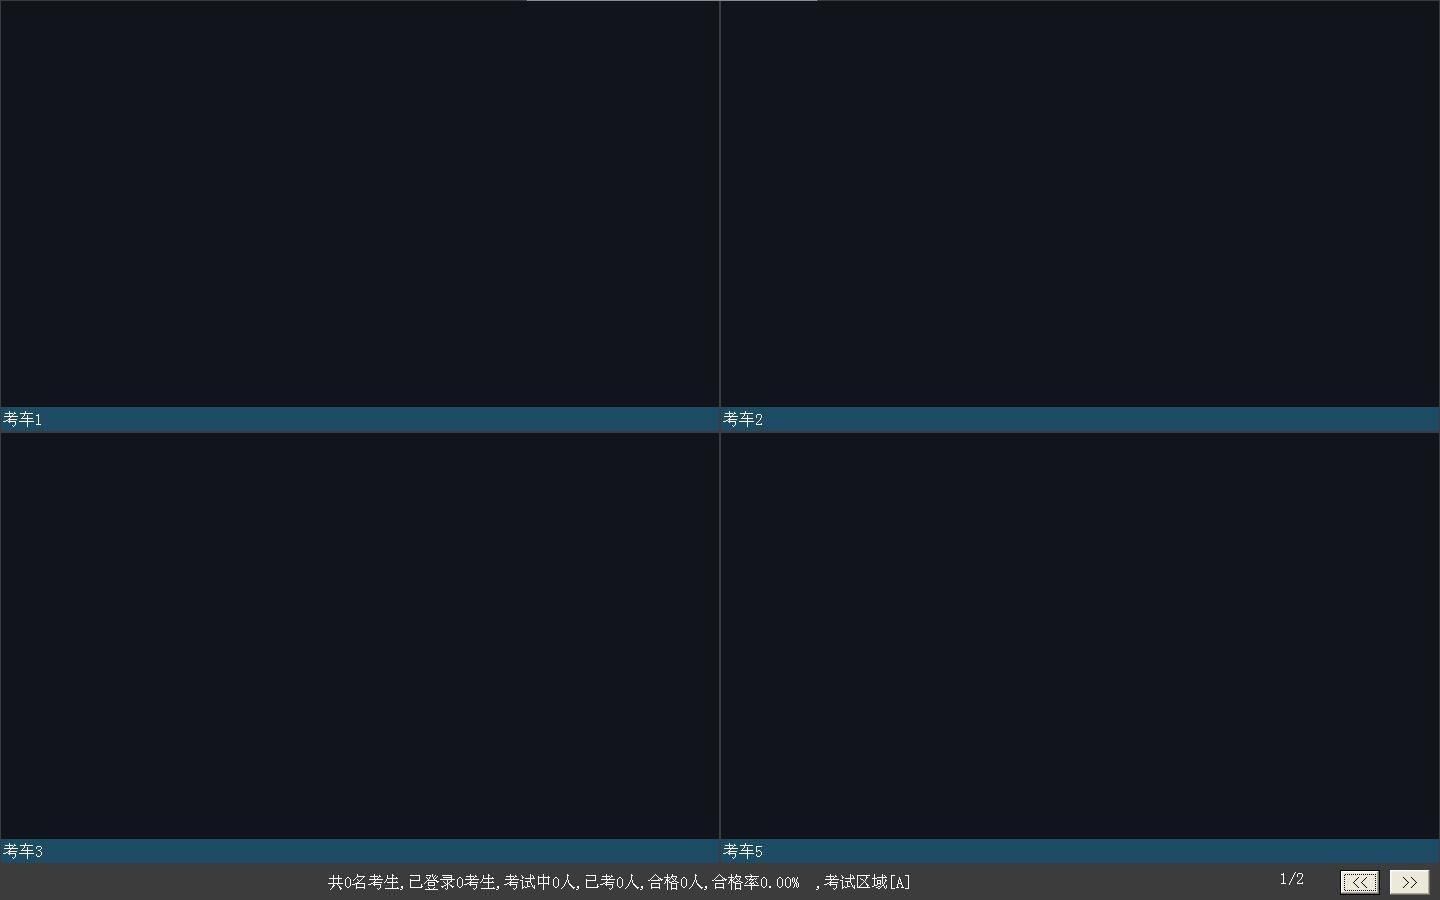 考车1
考车2
考车3
考车5
共0名考生,已登录0考生,考试中0人,已考0人,合格0人,合格率0.00% ,考试区域[A]
1/2
<<
>>